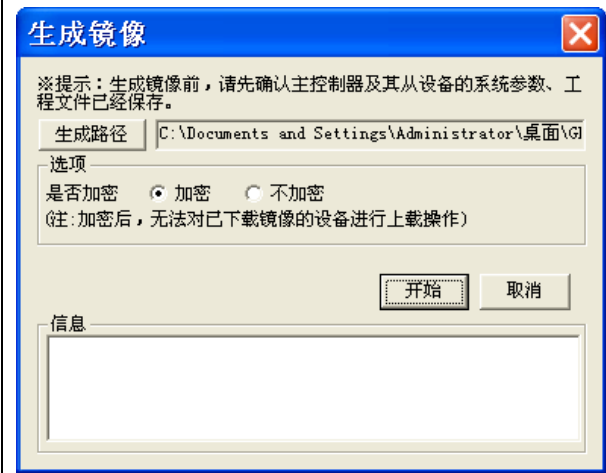 生成镜像
※提示：生成镜像前，请先确认主控制器及其从设备的系统参数、工
程文件已经保存。
生成路径 C:\Documents and Settings\Administrator\桌面\GE
选项
是否加密 加密 不加密
(注:加密后，无法对已下载镜像的设备进行上载操作)
开始 取消
信息